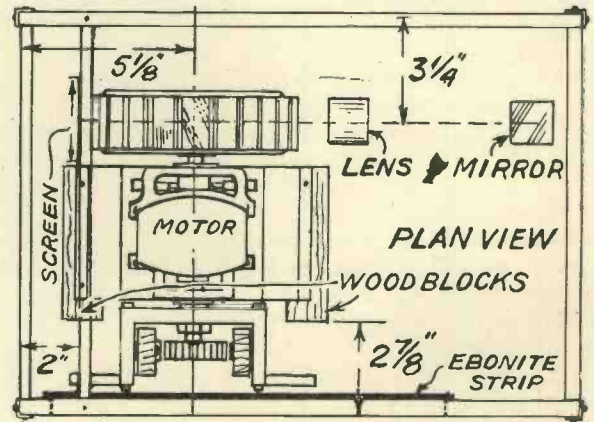 5 1/8"
3 1/4"
LENS & MIRROR
SCREEN
MOTOR
PLAN VIEW
WOOD BLOCKS
2"
2 7/8"
EBONITE
STRIP